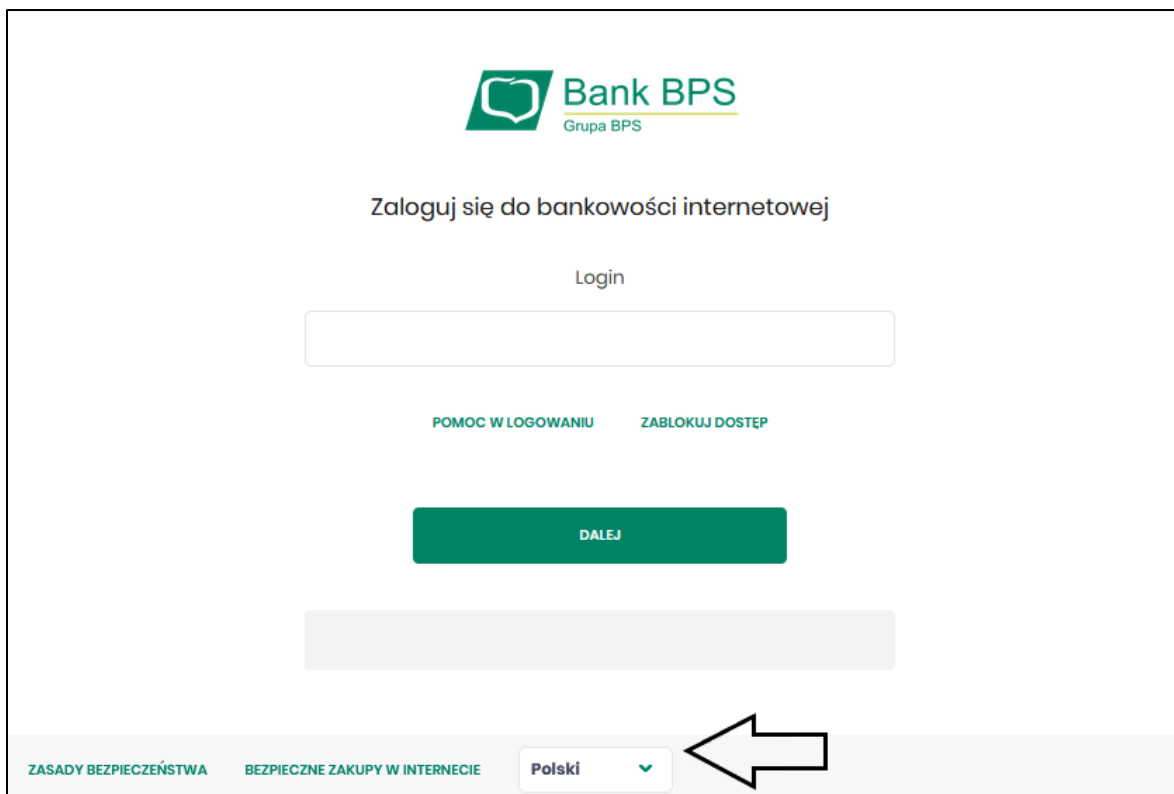 Bank BPS
Grupa BPS
Zaloguj się do bankowości internetowej
Login
POMOC W LOGOWANIU ZABLOKUJ DOSTĘP
DALEJ
ZASADY BEZPIECZEŃSTWA BEZPIECZNE ZAKUPY W INTERNECIE Polski